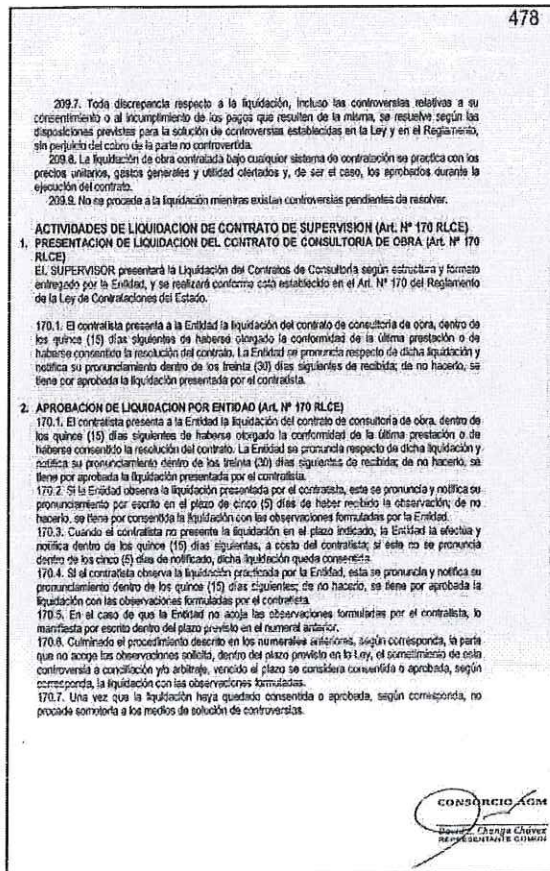 478
209.7. Toda discrepancia respecto a la liquidación, incluso las controversias relativas a su
consentimiento o al incumplimiento de los pagos que resulten de la misma, se resuelve según las
disposiciones previstas para la solución de controversias establecidas en la Ley y en el Reglamento,
sin perjuicio del cobro de la parte no controvertida.
209.8. La liquidación de obra contratada bajo cualquier sistema de contratación se practica con los
precios unitarios, gastos generales y utilidad ofertados y, de ser el caso, los aprobados durante la
ejecución del contrato.
209.9. No se procede a la liquidación mientras existan controversias pendientes de resolver.
ACTIVIDADES DE LIQUIDACION DE CONTRATO DE SUPERVISION (Art. Nº 170 RLCE)
1. PRESENTACION DE LIQUIDACION DEL CONTRATO DE CONSULTORIA DE OBRA (Art. Nº 170
RLCE)
EL SUPERVISOR presentará la Liquidación del Contratos de Consultoría según estructura y formato
entregado por la Entidad, y se realizará conforme esta establecido en el Art. Nº 170 del Reglamento
de la Ley de Contrataciones del Estado.
170.1. El contratista presenta a la Entidad la liquidación del contrato de consultoría de obra, dentro de
los quince (15) días siguientes de haberse otorgado la conformidad de la última prestación o de
haberse consentido la resolución del contrato. La Entidad se pronuncia respecto de dicha liquidación y
notifica su pronunciamiento dentro de los treinta (30) días siguientes de recibida; de no hacerlo, se
tiene por aprobada la liquidación presentada por el contratista.
2. APROBACION DE LIQUIDACION POR ENTIDAD (Art. Nº 170 RLCE)
170.1. El contratista presenta a la Entidad la liquidación del contrato de consultoría de obra, dentro de
los quince (15) días siguientes de haberse otorgado la conformidad de la última prestación o de
haberse consentido la resolución del contrato. La Entidad se pronuncia respecto de dicha liquidación y
notifica su pronunciamiento dentro de los treinta (30) días siguientes de recibida; de no hacerlo, se
tiene por aprobada la liquidación presentada por el contratista.
170.2. Si la Entidad observa la liquidación presentada por el contratista, este se pronuncia y notifica su
pronunciamiento por escrito en el plazo de cinco (5) días de haber recibido la observación; de no
hacerlo, se tiene por consentida la liquidación con las observaciones formuladas por la Entidad.
170.3. Cuando el contratista no presente la liquidación en el plazo indicado, la Entidad la efectúa y
notifica dentro de los quince (15) días siguientes, a costo del contratista; si este no se pronuncia
dentro de los cinco (5) días de notificado, dicha liquidación queda consentida.
170.4. Si el contratista observa la liquidación practicada por la Entidad, esta se pronuncia y notifica su
pronunciamiento dentro de los quince (15) días siguientes; de no hacerlo, se tiene por aprobada la
liquidación con las observaciones formuladas por el contratista.
170.5. En el caso de que la Entidad no acoja las observaciones formuladas por el contratista, lo
manifiesta por escrito dentro del plazo previsto en el numeral anterior.
170.6. Culminado el procedimiento descrito en los numerales anteriores, según corresponda, la parte
que no acoge las observaciones solicita, dentro del plazo previsto en la Ley, el sometimiento de esta
controversia a conciliación y/o arbitraje, vencido el plazo se considera consentida o aprobada, según
corresponda, la liquidación con las observaciones formuladas.
170.7. Una vez que la liquidación haya quedado consentida o aprobada, según corresponda, no
procede someterla a los medios de solución de controversias.
CONSORCIO AGM
Changa Chávez
REPRESENTANTE COMUN